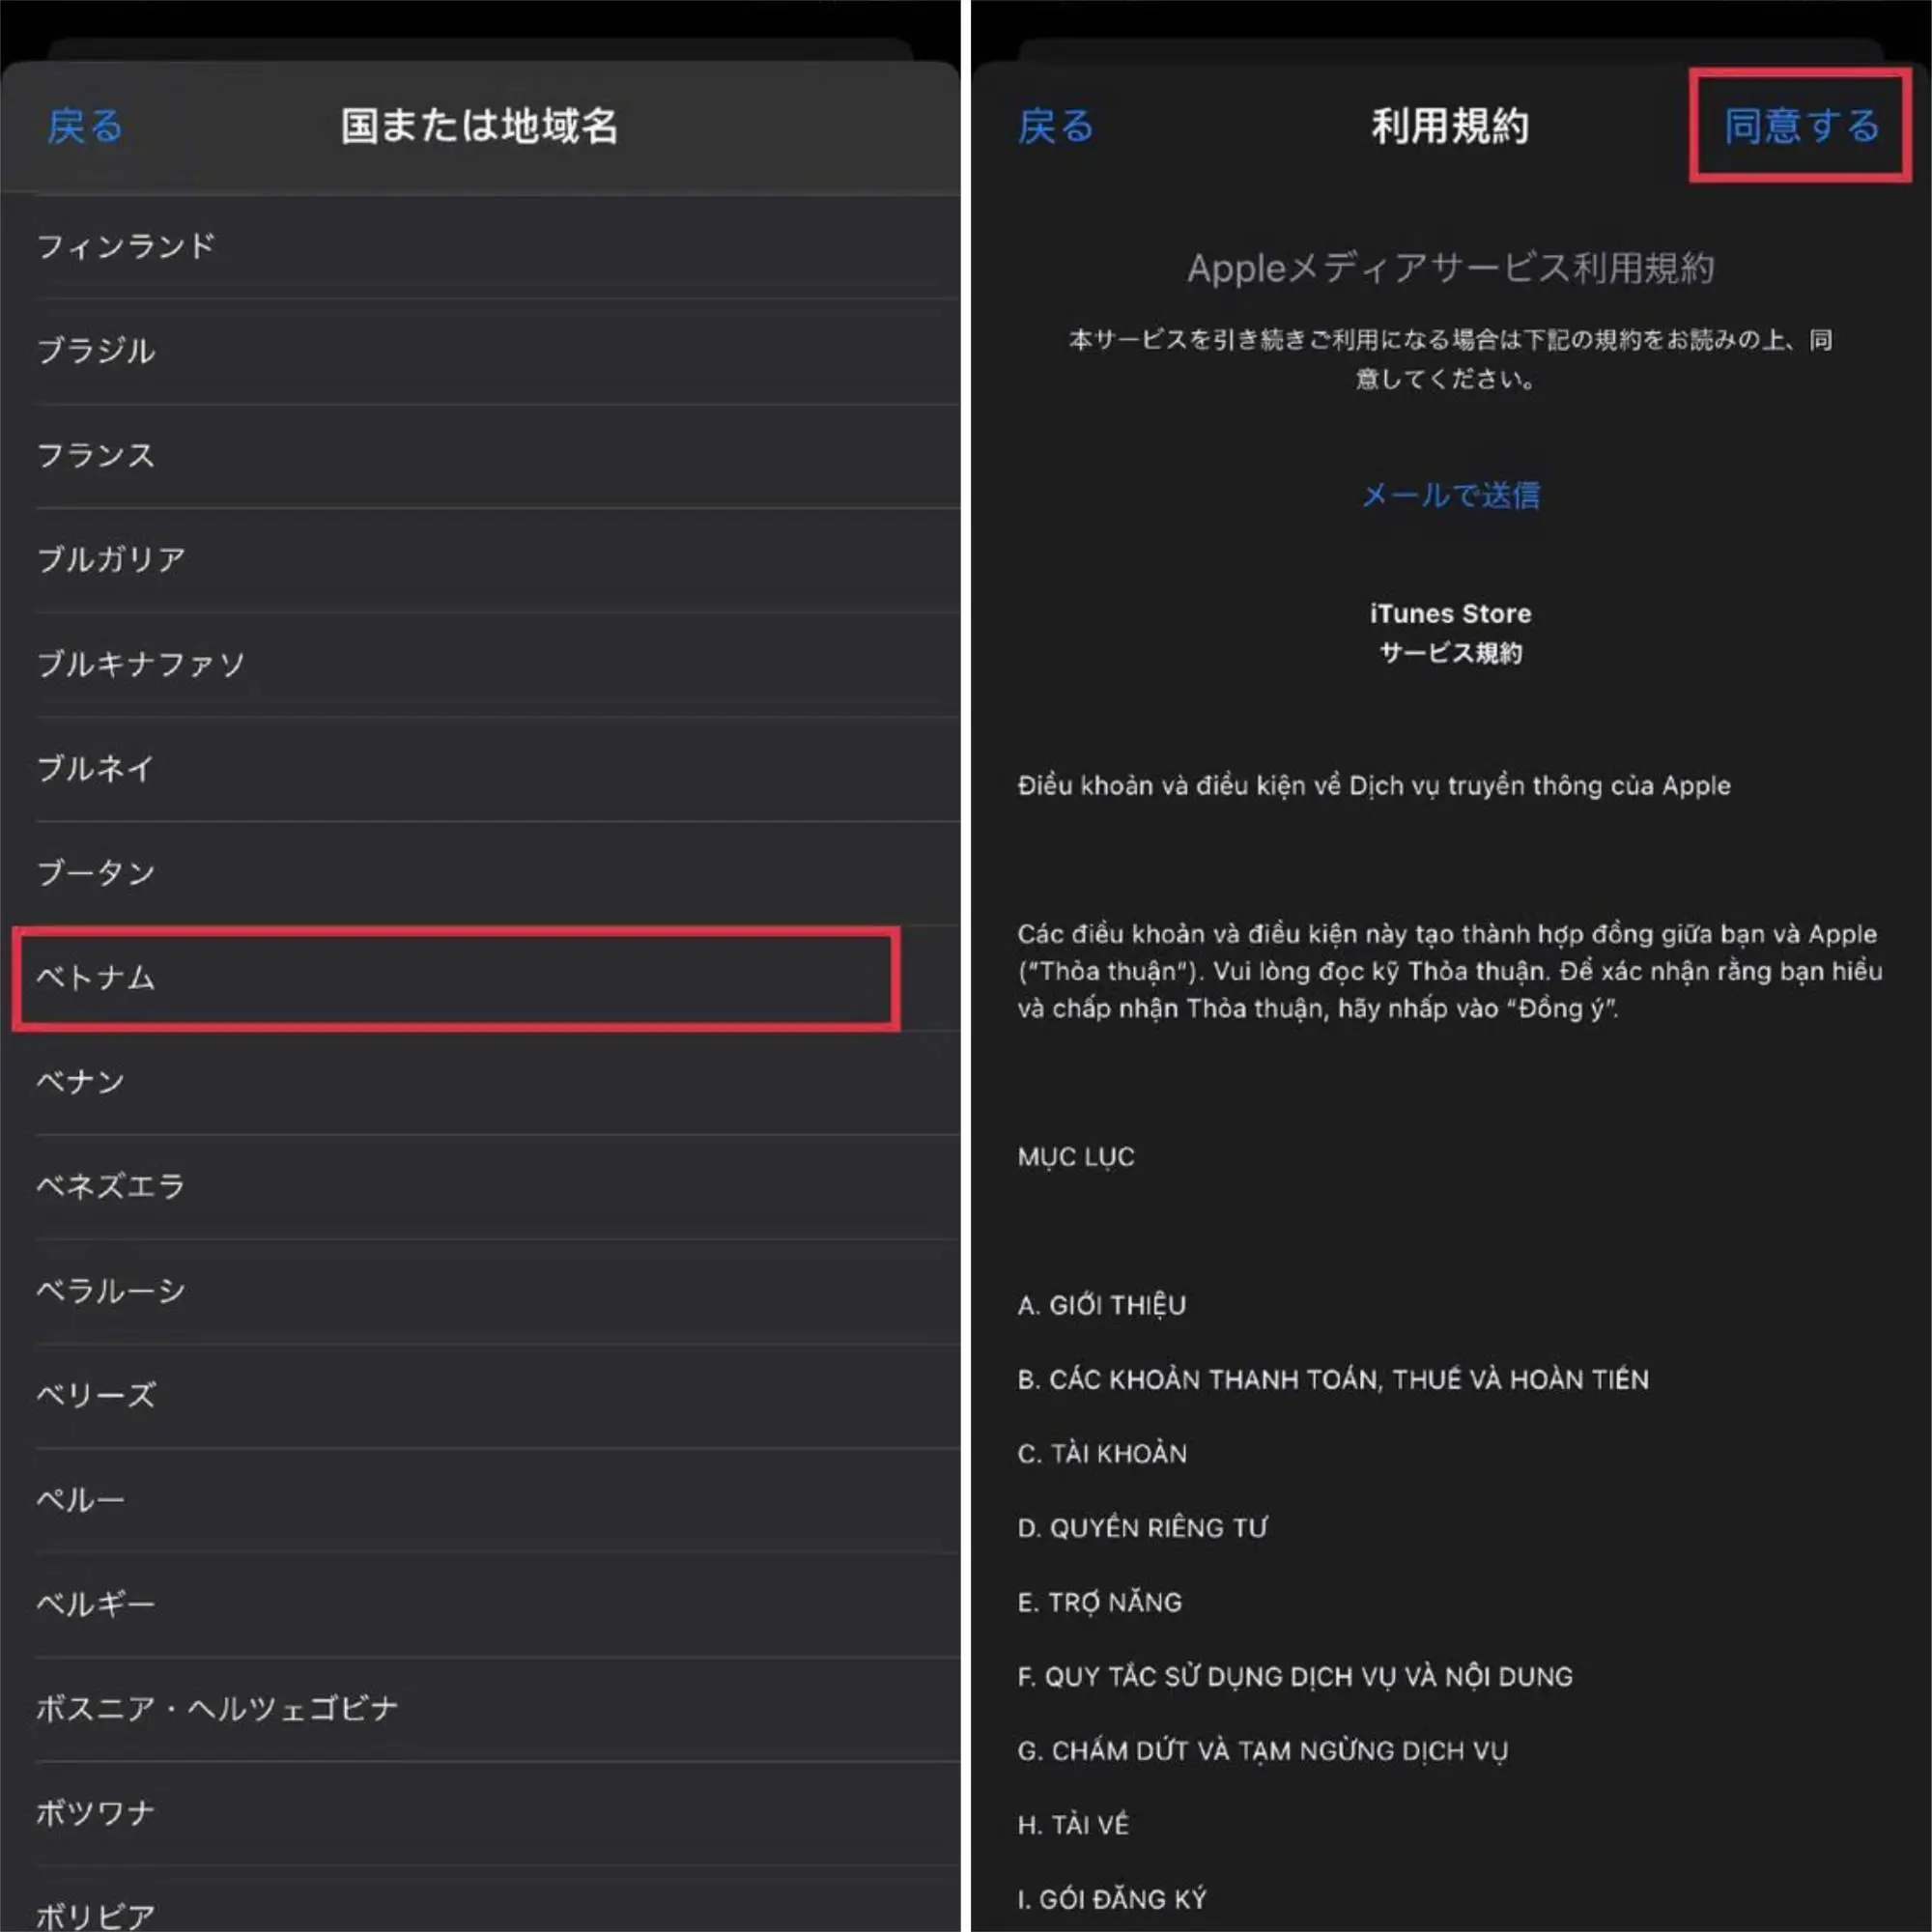 戻る
国または地域名
フィンランド
ブラジル
フランス
ブルガリア
ブルキナファソ
ブルネイ
ブータン
ベトナム
ベナン
ベネズエラ
ベラルーシ
ベリーズ
ペルー
ベルギー
ボスニア・ヘルツェゴビナ
ボツワナ
ボリビア
戻る
利用規約
同意する
Appleメディアサービス利用規約
本サービスを引き続きご利用になる場合は下記の規約をお読みの上、同
意してください。
メールで送信
iTunes Store
サービス規約
Điều khoản và điều kiện về Dịch vụ truyền thông của Apple
Các điều khoản và điều kiện này tạo thành hợp đồng giữa bạn và Apple
(“Thỏa thuận“). Vui lòng đọc kỹ Thỏa thuận. Để xác nhận rằng bạn hiểu
và chấp nhận Thỏa thuận, hãy nhấp vào “Đồng ý”.
MỤC LỤC
A. GIỚI THIỆU
B. CÁC KHOẢN THANH TOÁN, THUẾ VÀ HOÀN TIỀN
C. TÀI KHOẢN
D. QUYỀN RIÊNG TƯ
E. TRỢ NĂNG
F. QUY TẮC SỬ DỤNG DỊCH VỤ VÀ NỘI DUNG
G. CHẤM DỨT VÀ TẠM NGỪNG DỊCH VỤ
H. TẢI VỀ
I. GÓI ĐĂNG KÝ